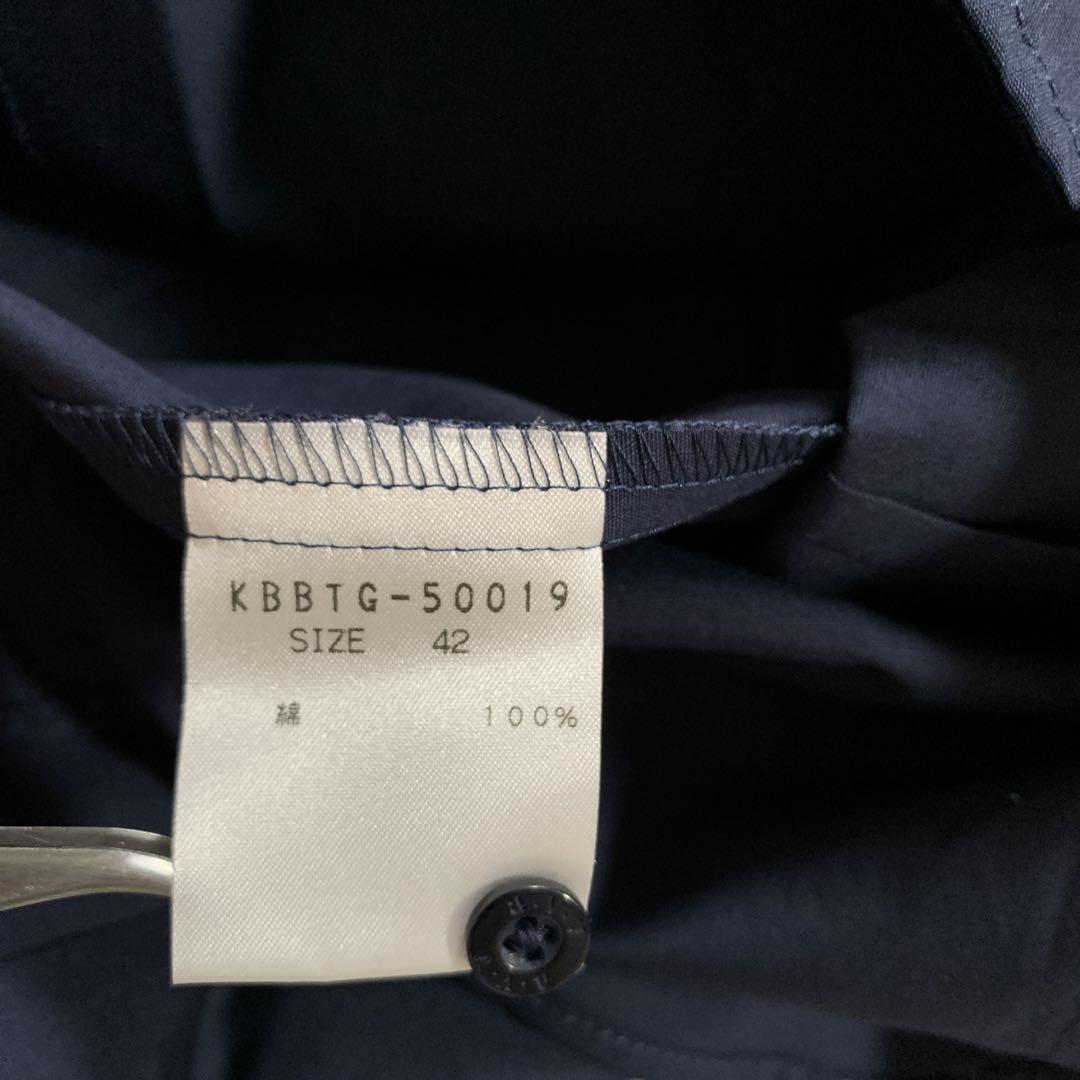 KBBTG-50019
SIZE 42
綿 100%